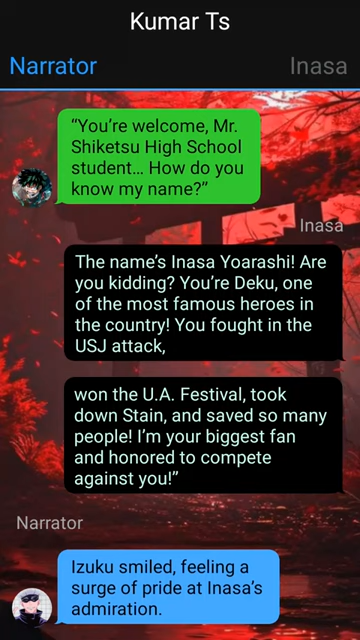 Kumar Ts
Narrator
Inasa
“You’re welcome, Mr.
Shiketsu High School
student... How do you
know my name?”
Inasa
The name’s Inasa Yoarashi! Are
you kidding? You’re Deku, one
of the most famous heroes in
the country! You fought in the
USJ attack,
won the U.A. Festival, took
down Stain, and saved so many
people! I’m your biggest fan
and honored to compete
against you!”
Narrator
Izuku smiled, feeling a
surge of pride at Inasa’s
admiration.